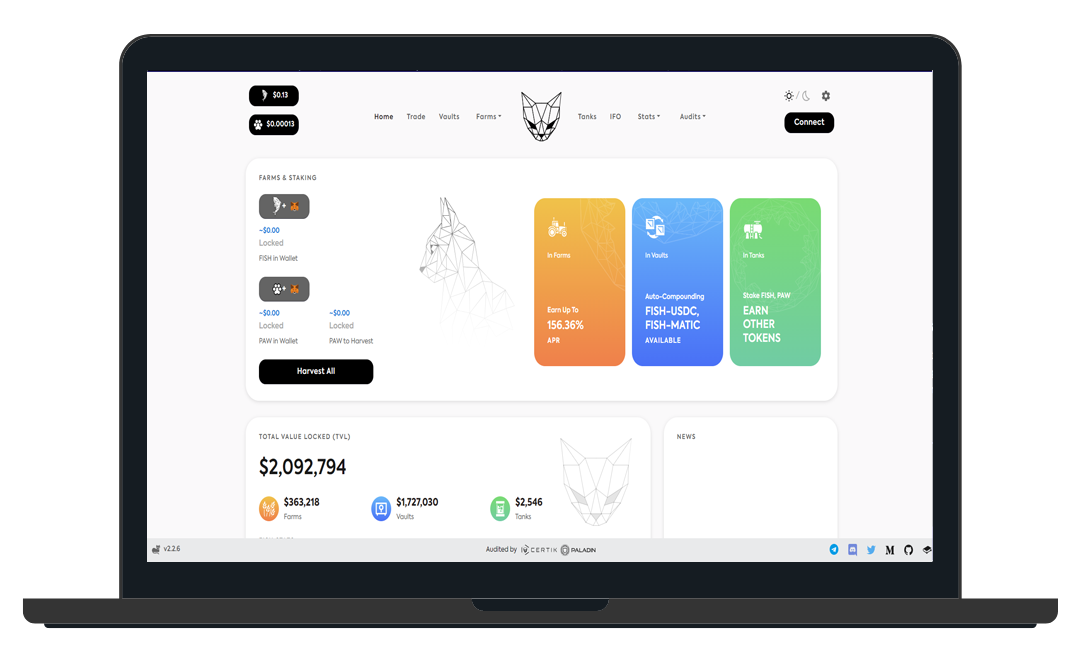 $0.13
$0.00013
Home Trade Vaults Farms Tanks IFO Stats Audits
/
Connect
FARMS & STAKING
+
~$0.00
Locked
FISH in Wallet
+
~$0.00 ~$0.00
Locked Locked
PAW in Wallet PAW to Harvest
Harvest All
In Farms
Earn Up To
156.36%
APR
In Vaults
Auto-Compounding
FISH-USDC,
FISH-MATIC
AVAILABLE
In Tanks
Stake FISH, PAW
EARN
OTHER
TOKENS
TOTAL VALUE LOCKED (TVL)
$2,092,794
$363,218
Farms
$1,727,030
Vaults
$2,546
Tanks
NEWS
v2.2.6
Audited by CERTIK PALADIN
M